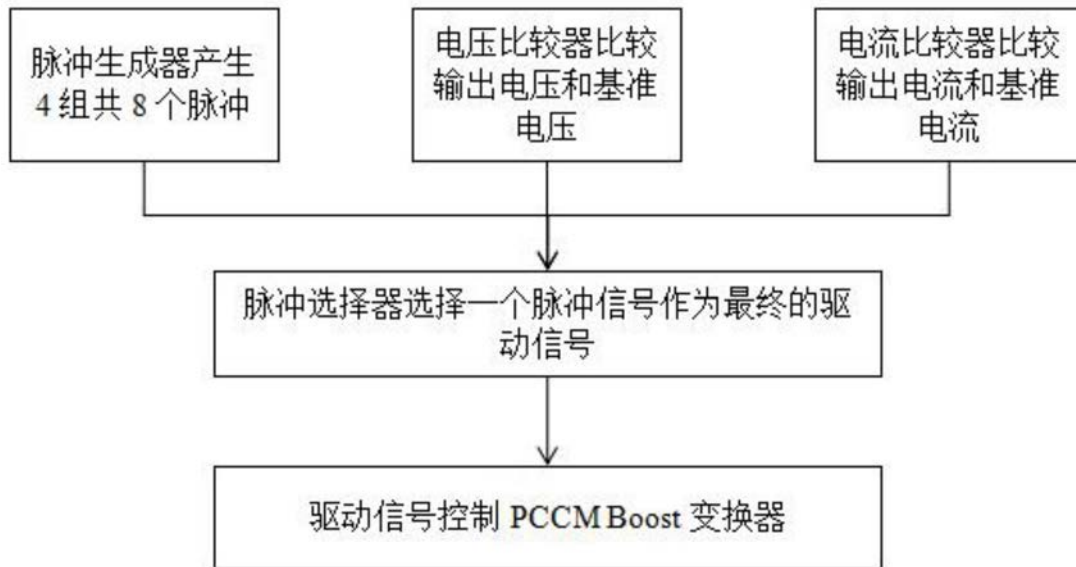 脉冲生成器产生
4 组共 8 个脉冲
电压比较器比较
输出电压和基准
电压
电流比较器比较
输出电流和基准
电流
脉冲选择器选择一个脉冲信号作为最终的驱
动信号
驱动信号控制 PCCM Boost 变换器